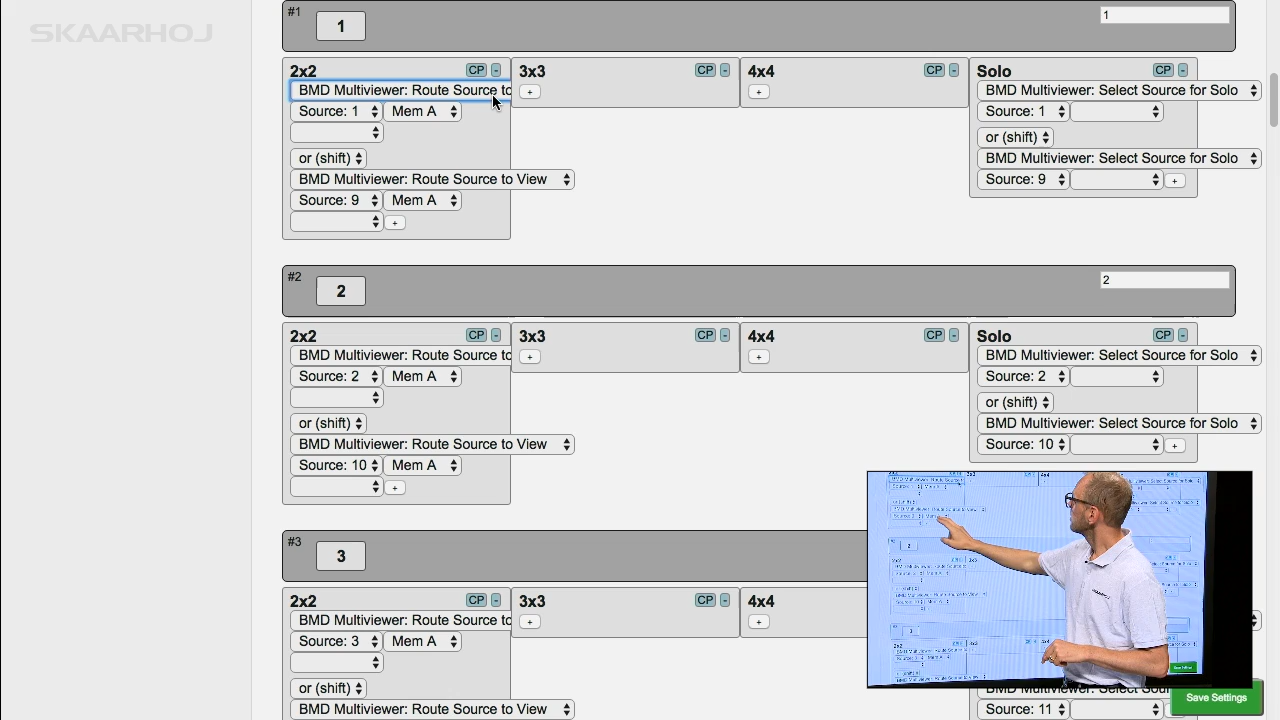 SKAARHOJ
#1
1
1
2x2 CP -
BMD Multiviewer: Route Source to
Source: 1 Mem A
or (shift)
BMD Multiviewer: Route Source to View
Source: 9 Mem A
+
3x3 CP -
+
4x4 CP -
+
Solo CP -
BMD Multiviewer: Select Source for Solo
Source: 1
or (shift)
BMD Multiviewer: Select Source for Solo
Source: 9 +
#2
2
2
2x2 CP -
BMD Multiviewer: Route Source to
Source: 2 Mem A
or (shift)
BMD Multiviewer: Route Source to View
Source: 10 Mem A
+
3x3 CP -
+
4x4 CP -
+
Solo CP -
BMD Multiviewer: Select Source for Solo
Source: 2
or (shift)
BMD Multiviewer: Select Source for Solo
Source: 10 +
#3
3
2x2 CP -
BMD Multiviewer: Route Source to
Source: 3 Mem A
or (shift)
BMD Multiviewer: Route Source to View
3x3 CP -
+
4x4
+
BMD Multiviewer: Select Sou
Source: 11
Save Settings